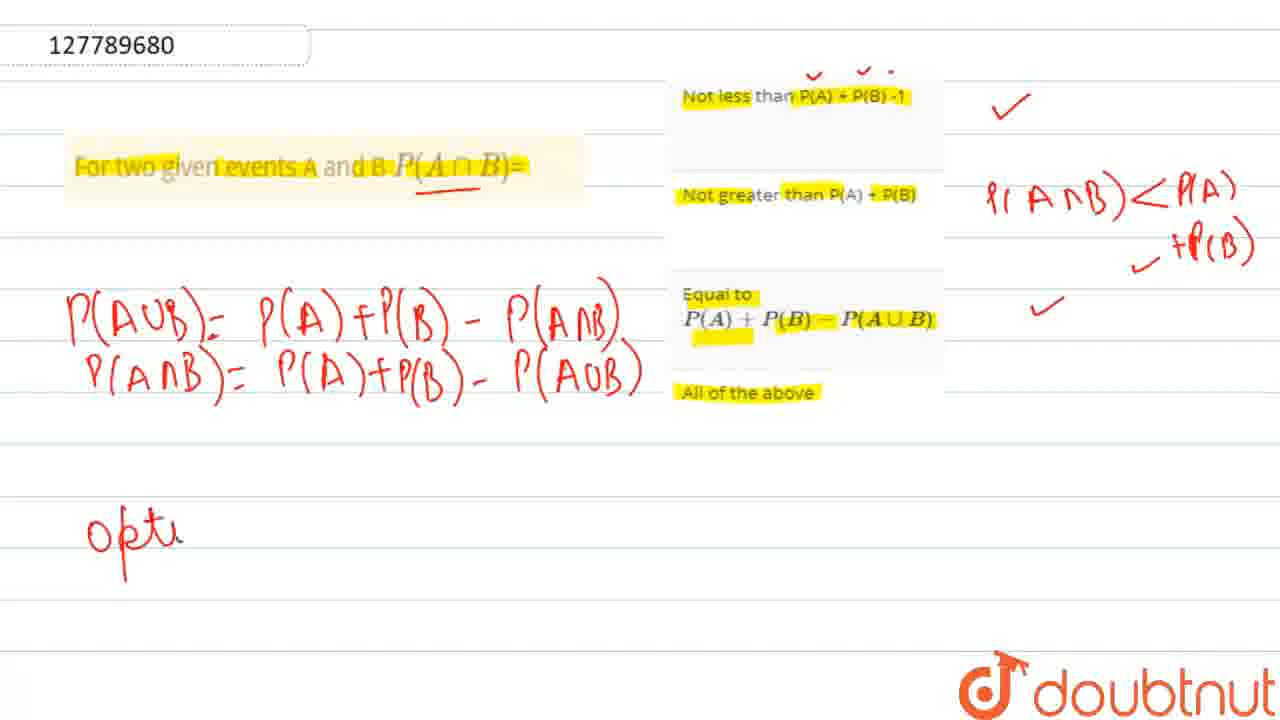 127789680
For two given events A and B P(A ∩ B)=
Not less than P(A) + P(B) -1
Not greater than P(A) + P(B)
Equal to
P(A) + P(B) − P(A ∪ B)
All of the above
P(A∩B) < P(A)
+P(B)
P(A∪B) = P(A)+P(B) - P(A∩B)
P(A∩B) = P(A)+P(B) - P(A∪B)
opti
doubtnut